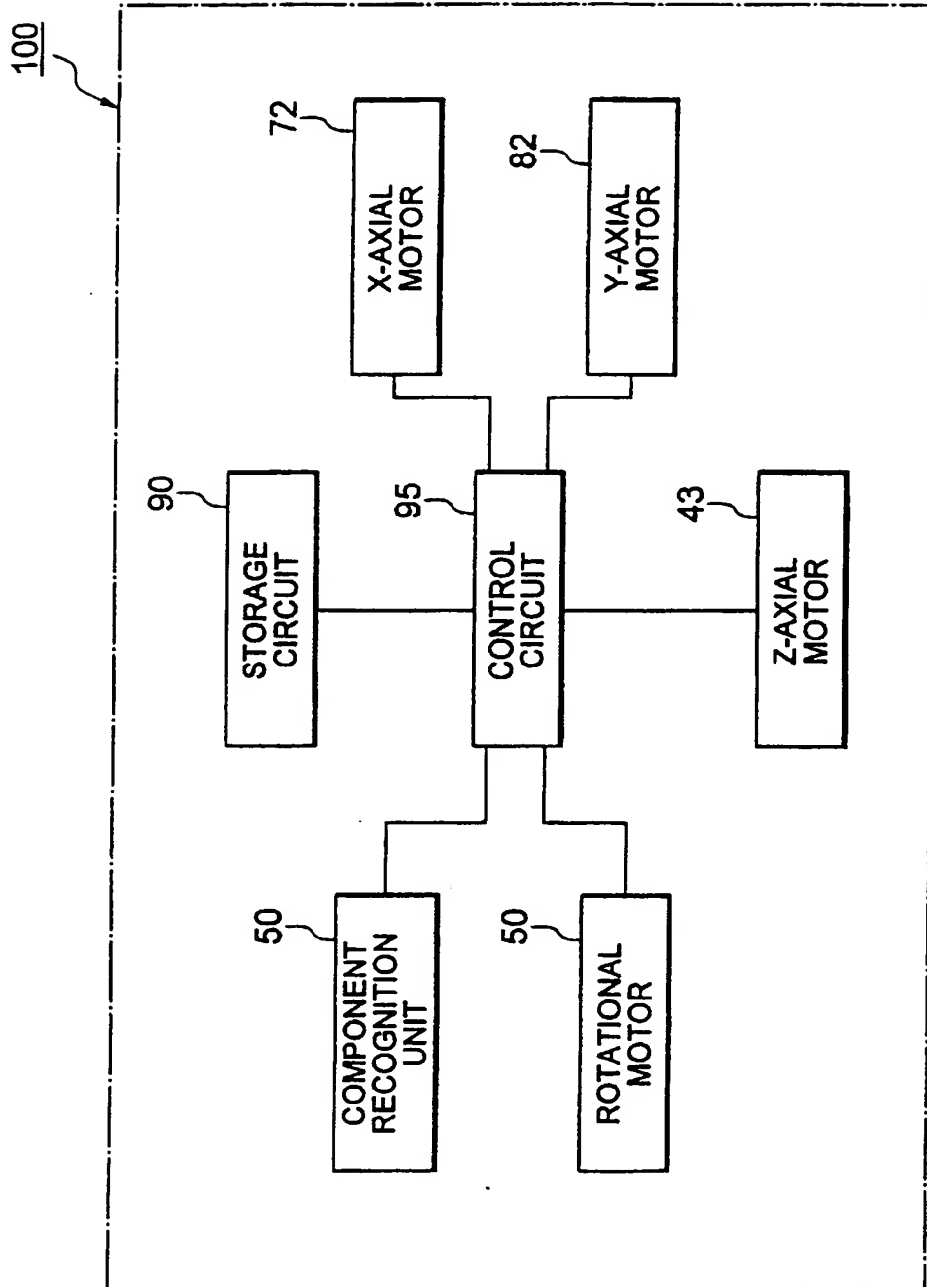 100
90
STORAGE
CIRCUIT
50
COMPONENT
RECOGNITION
UNIT
72
X-AXIAL
MOTOR
95
CONTROL
CIRCUIT
50
ROTATIONAL
MOTOR
82
Y-AXIAL
MOTOR
43
Z-AXIAL
MOTOR